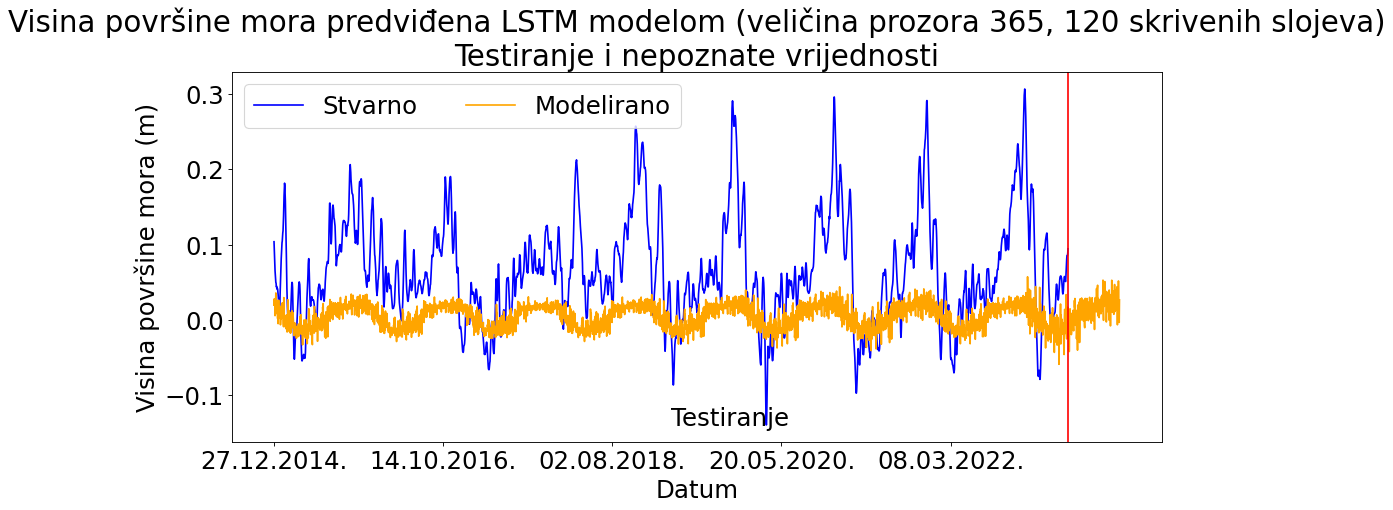 Visina površine mora predviđena LSTM modelom (veličina prozora 365, 120 skrivenih slojeva)
Testiranje i nepoznate vrijednosti
Stvarno Modelirano
Visina površine mora (m)
0.3
0.2
0.1
0.0
−0.1
Testiranje
27.12.2014. 14.10.2016. 02.08.2018. 20.05.2020. 08.03.2022.
Datum